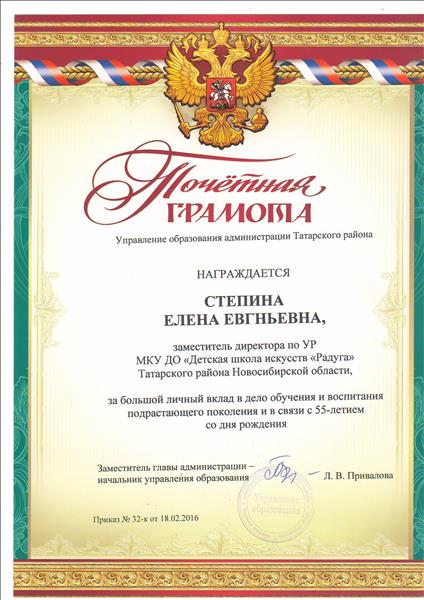 Почётная
ГРАМОТА
Управление образования администрации Татарского района
НАГРАЖДАЕТСЯ
СТЕПИНА
ЕЛЕНА ЕВГНЬЕВНА,
заместитель директора по УР
МКУ ДО «Детская школа искусств «Радуга»
Татарского района Новосибирской области,
за большой личный вклад в дело обучения и воспитания
подрастающего поколения и в связи с 55-летием
со дня рождения
Заместитель главы администрации –
начальник управления образования
Л. В. Привалова
Управление
образования
Приказ № 32-к от 18.02.2016